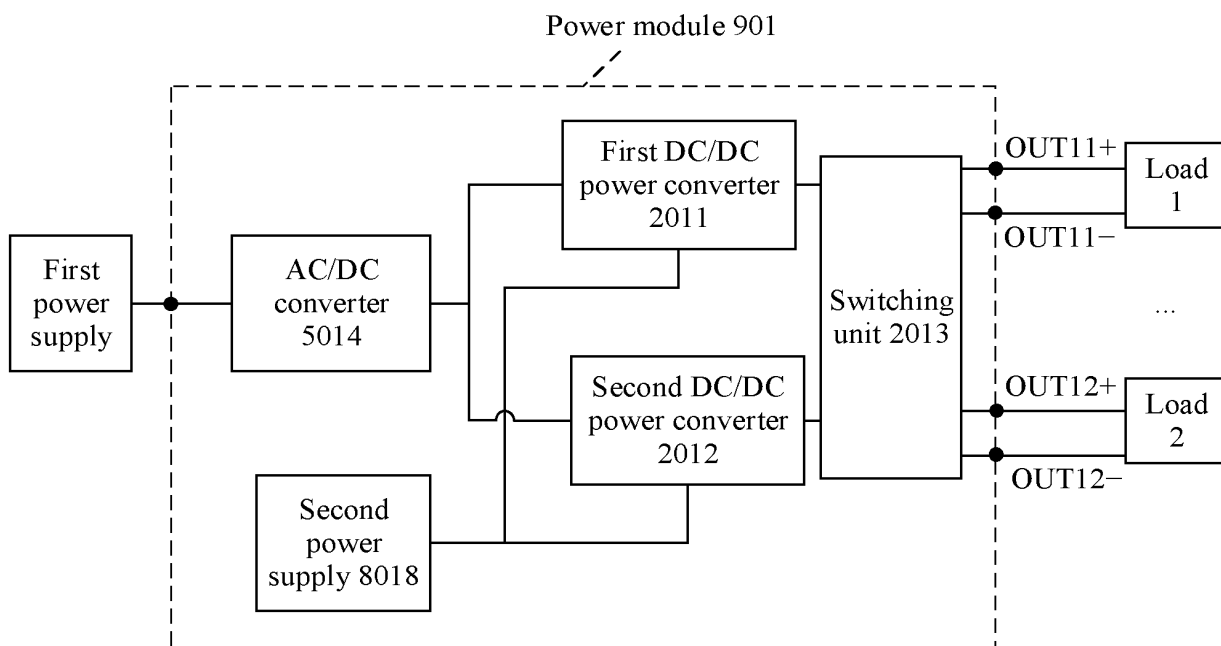 Power module 901
First DC/DC
power converter
2011
OUT11+
Load
1
OUT11−
First
power
supply
AC/DC
converter
5014
Switching
unit 2013
...
Second DC/DC
power converter
2012
OUT12+
Load
2
OUT12−
Second
power
supply 8018